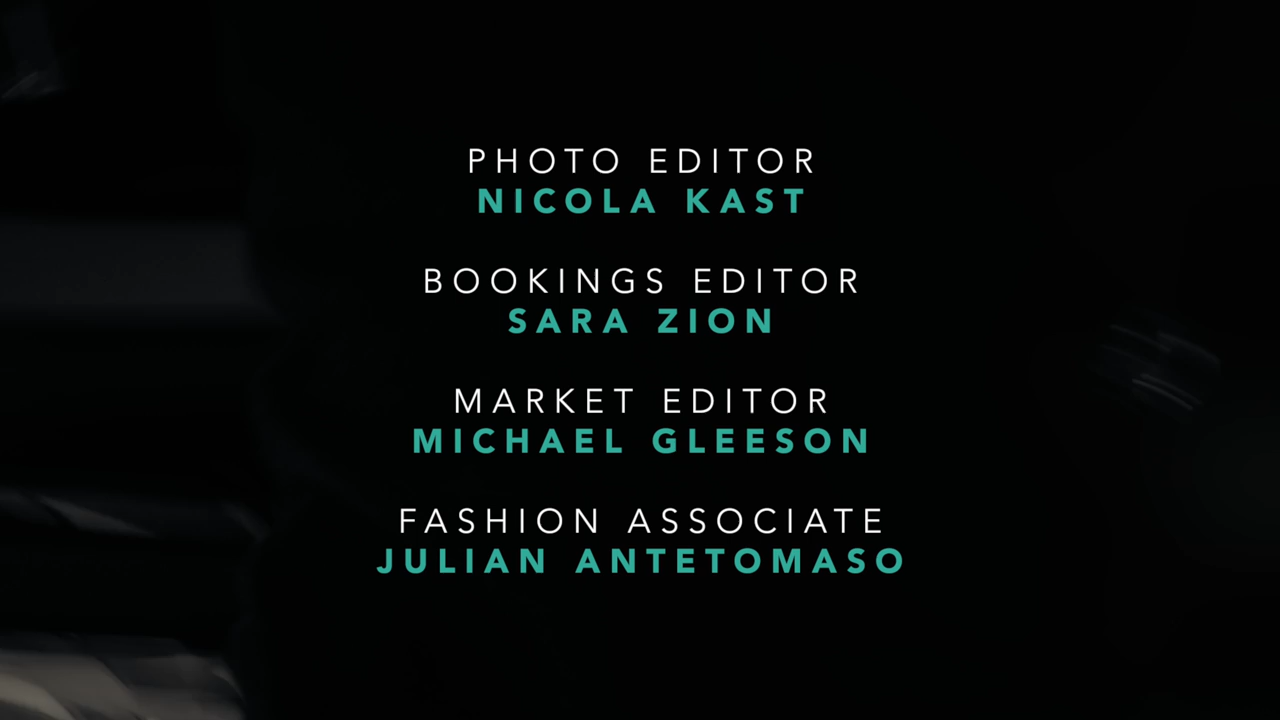 PHOTO EDITOR
NICOLA KAST
BOOKINGS EDITOR
SARA ZION
MARKET EDITOR
MICHAEL GLEESON
FASHION ASSOCIATE
JULIAN ANTETOMASO